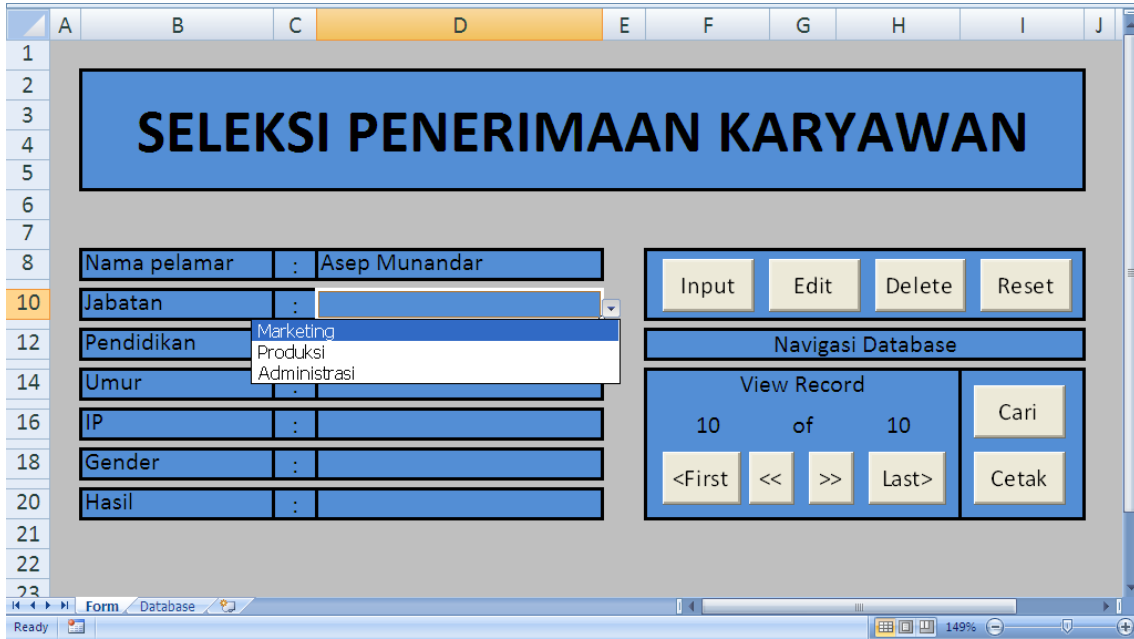 A B C D E F G H I J
1
2
3
4
5
6
7
8
10
12
14
16
18
20
21
22
23
SELEKSI PENERIMAAN KARYAWAN
Nama pelamar : Asep Munandar
Jabatan :
Marketing
Produksi
Administrasi
Pendidikan
Umur :
IP :
Gender :
Hasil :
Input Edit Delete Reset
Navigasi Database
View Record
10 of 10
<First << >> Last>
Cari
Cetak
Form Database
Ready 149%